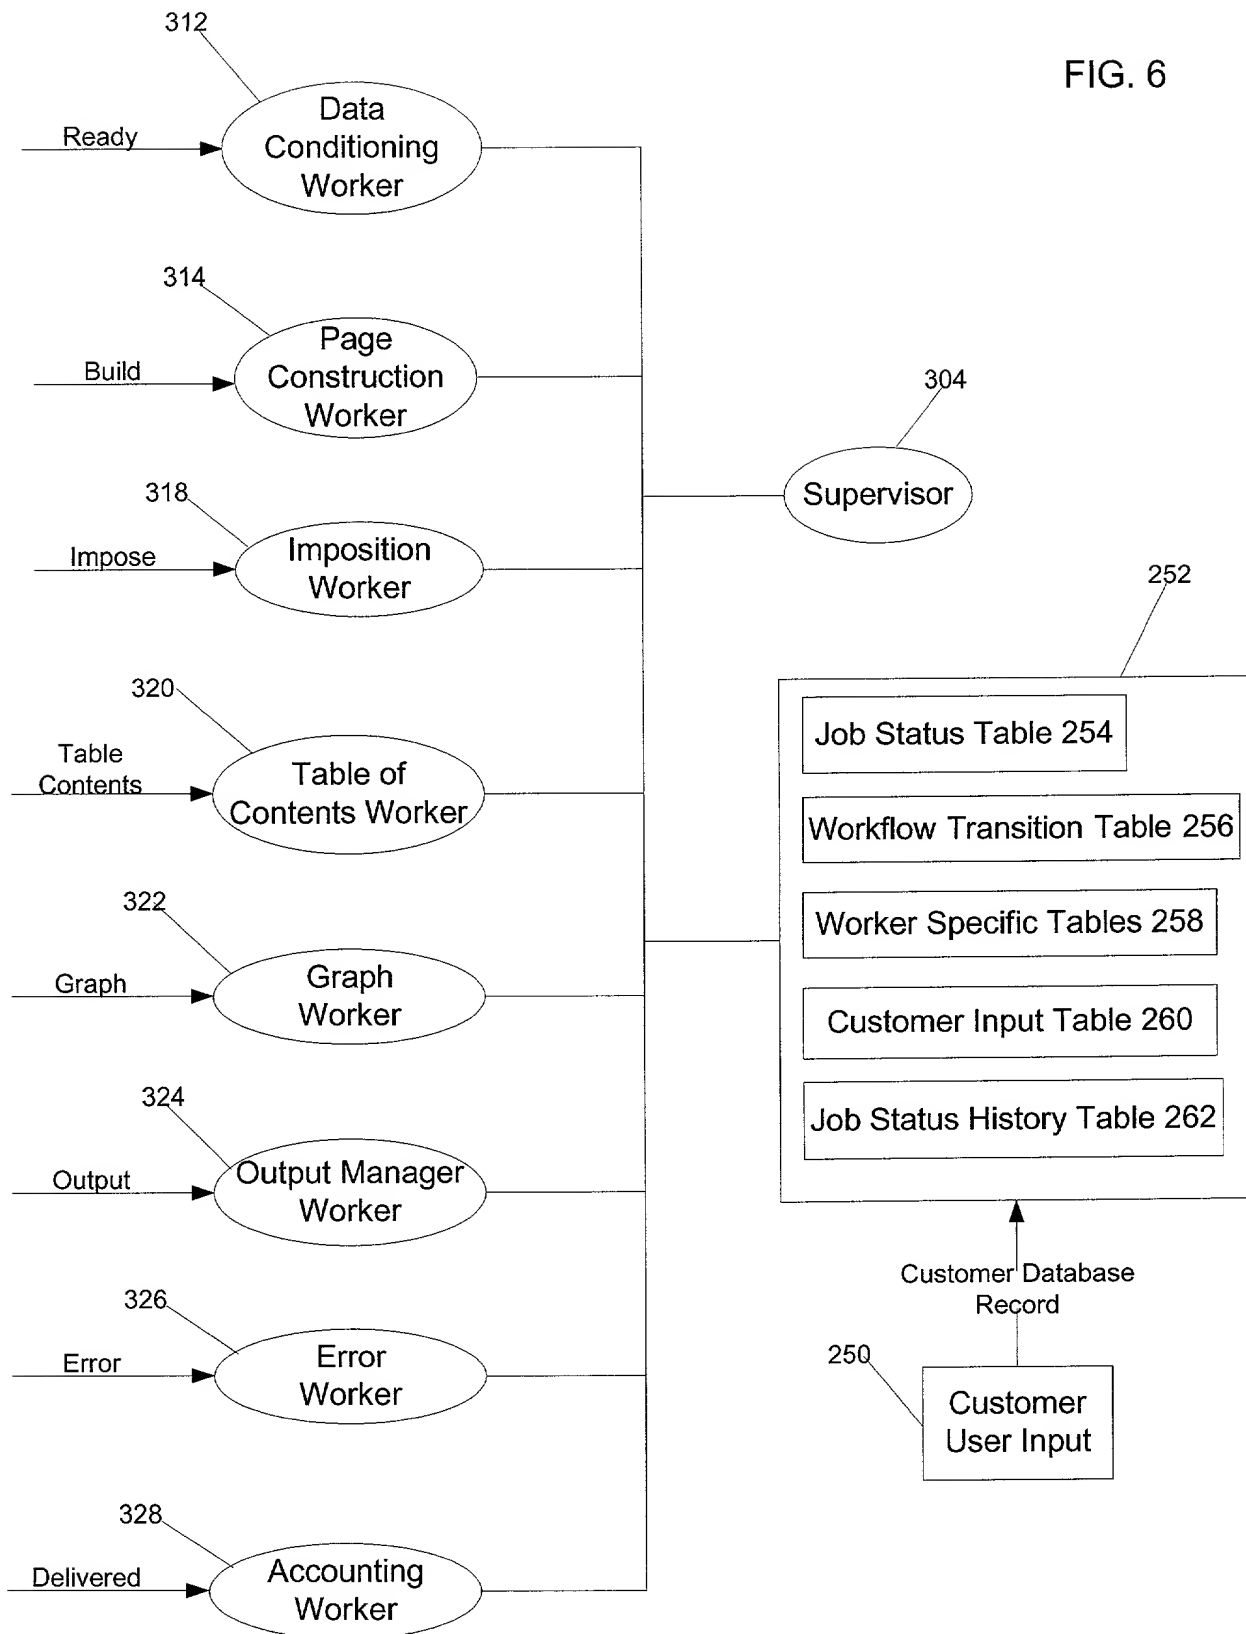 312
FIG. 6
Data
Conditioning
Worker
Ready
314
Page
Construction
Worker
Build
304
Supervisor
318
Imposition
Worker
Impose
252
320
Table
Contents
Table of
Contents Worker
Job Status Table 254
Workflow Transition Table 256
Worker Specific Tables 258
Customer Input Table 260
Job Status History Table 262
322
Graph
Graph
Worker
324
Output
Output Manager
Worker
Customer Database
Record
326
Error
Error
Worker
250
Customer
User Input
328
Delivered
Accounting
Worker